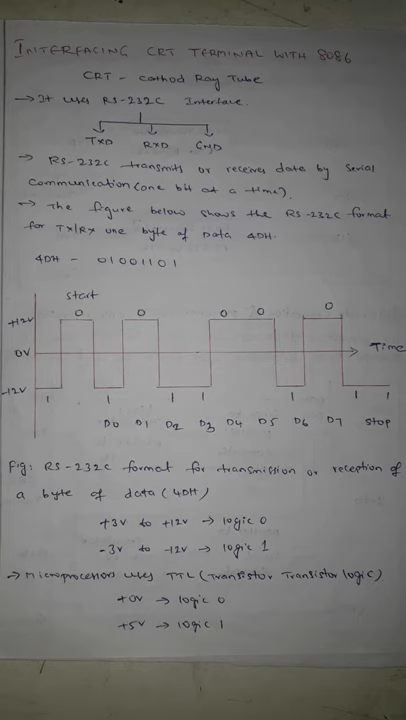 INTERFACING CRT TERMINAL WITH 8086
CRT - Cathod Ray Tube
→ It uses RS-232C Interface.
TXD RXD GND
→ RS-232C transmits or receives data by serial
communication (one bit at a time).
→ The figure below shows the RS-232C format
for Tx/Rx one byte of Data 4DH.
4DH - 01001101
start
0 0 0 0 0
+12V
0V Time
-12V
1 1 1 1 1 1 1
D0 D1 D2 D3 D4 D5 D6 D7 stop
Fig: RS-232C format for transmission or reception of
a byte of data (4DH)
+3V to +12V → logic 0
-3V to -12V → logic 1
→ Microprocessors uses TTL (Transistor Transistor logic)
+0V → logic 0
+5V → logic 1